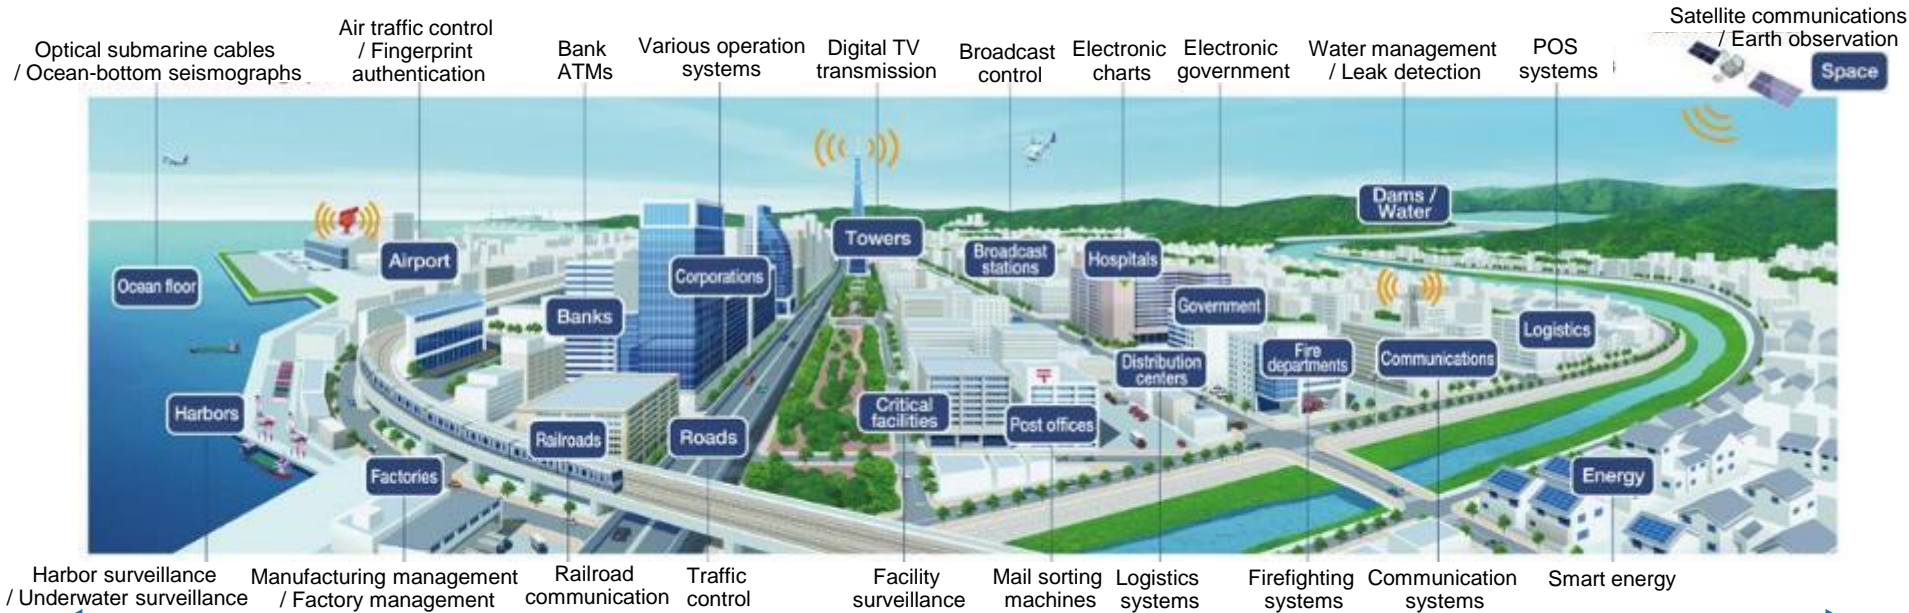 Optical submarine cables
/ Ocean-bottom seismographs
Air traffic control
/ Fingerprint
authentication
Bank
ATMs
Various operation
systems
Digital TV
transmission
Broadcast
control
Electronic
charts
Electronic
government
Water management
/ Leak detection
POS
systems
Satellite communications
/ Earth observation
Space
Dams /
Water
Towers
Airport
Broadcast
stations
Hospitals
Corporations
Ocean floor
Government
Banks
Logistics
Fire
departments
Communications
Distribution
centers
Harbors
Critical
facilities
Post offices
Railroads
Roads
Factories
Energy
Harbor surveillance
/ Underwater surveillance
Manufacturing management
/ Factory management
Railroad
communication
Traffic
control
Facility
surveillance
Mail sorting
machines
Logistics
systems
Firefighting
systems
Communication
systems
Smart energy